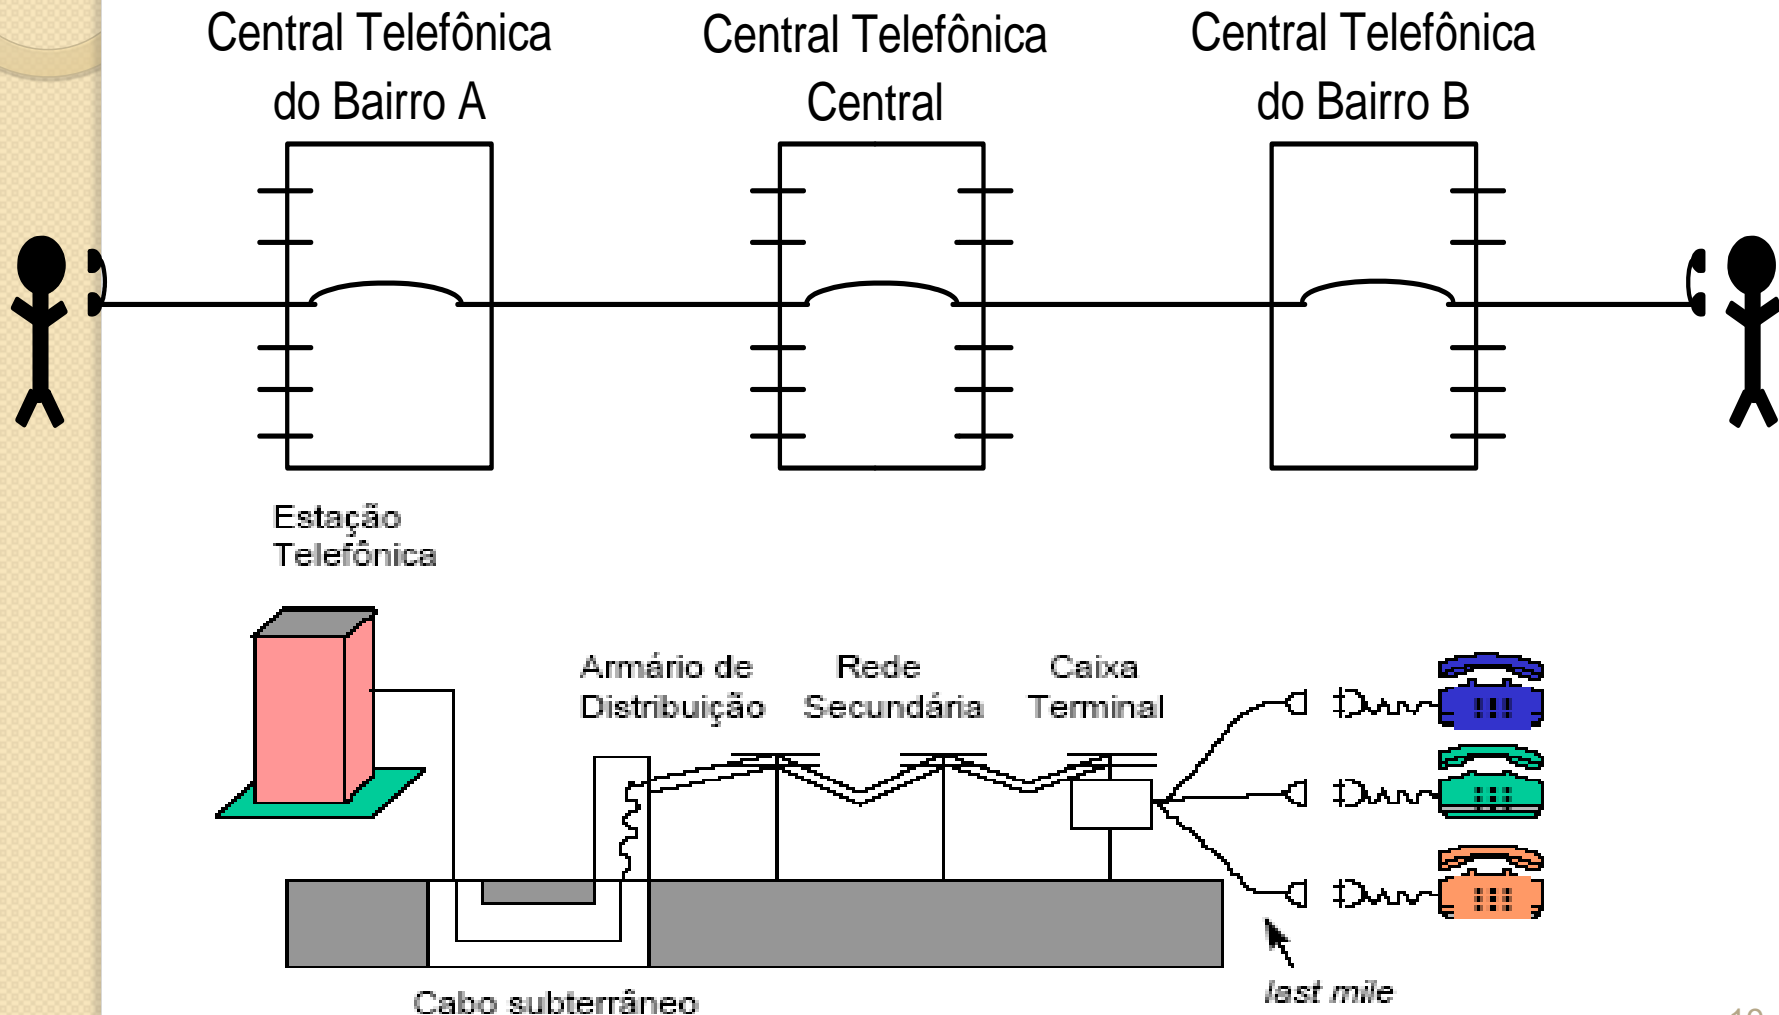 Central Telefônica
do Bairro A
Central Telefônica
Central
Central Telefônica
do Bairro B
Estação
Telefônica
Armário de
Distribuição
Rede
Secundária
Caixa
Terminal
Cabo subterrâneo
last mile